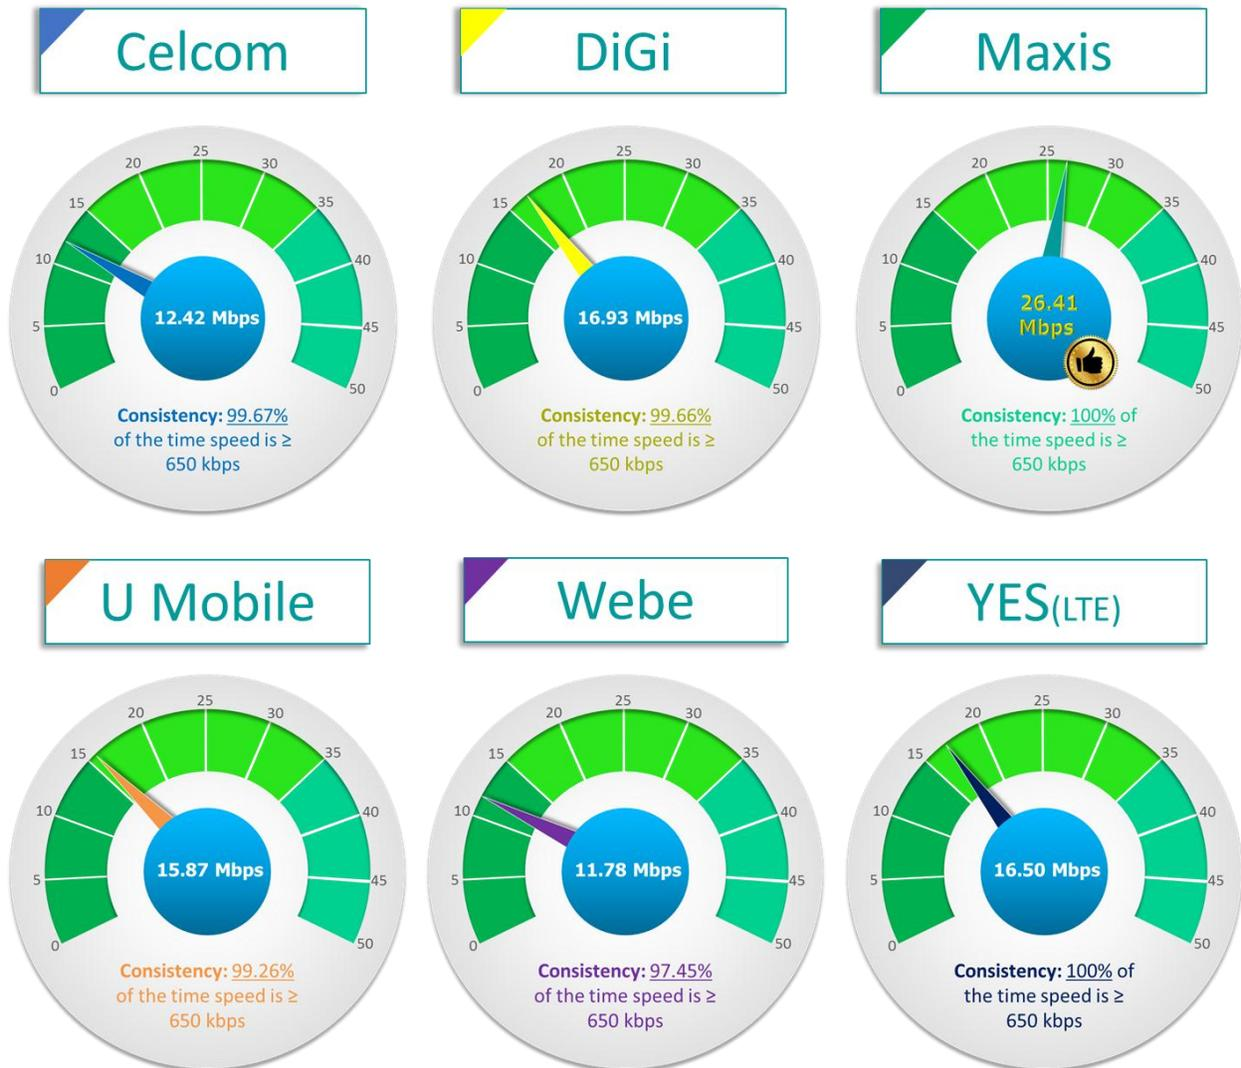 Celcom
DiGi
Maxis
0
5
10
15
20
25
30
35
40
45
50
12.42 Mbps
Consistency: 99.67%
of the time speed is ≥
650 kbps
0
5
10
15
20
25
30
35
40
45
50
16.93 Mbps
Consistency: 99.66%
of the time speed is ≥
650 kbps
0
5
10
15
20
25
30
35
40
45
50
26.41
Mbps
Consistency: 100% of
the time speed is ≥
650 kbps
U Mobile
Webe
YES(LTE)
0
5
10
15
20
25
30
35
40
45
50
15.87 Mbps
Consistency: 99.26%
of the time speed is ≥
650 kbps
0
5
10
15
20
25
30
35
40
45
50
11.78 Mbps
Consistency: 97.45%
of the time speed is ≥
650 kbps
0
5
10
15
20
25
30
35
40
45
50
16.50 Mbps
Consistency: 100% of
the time speed is ≥
650 kbps